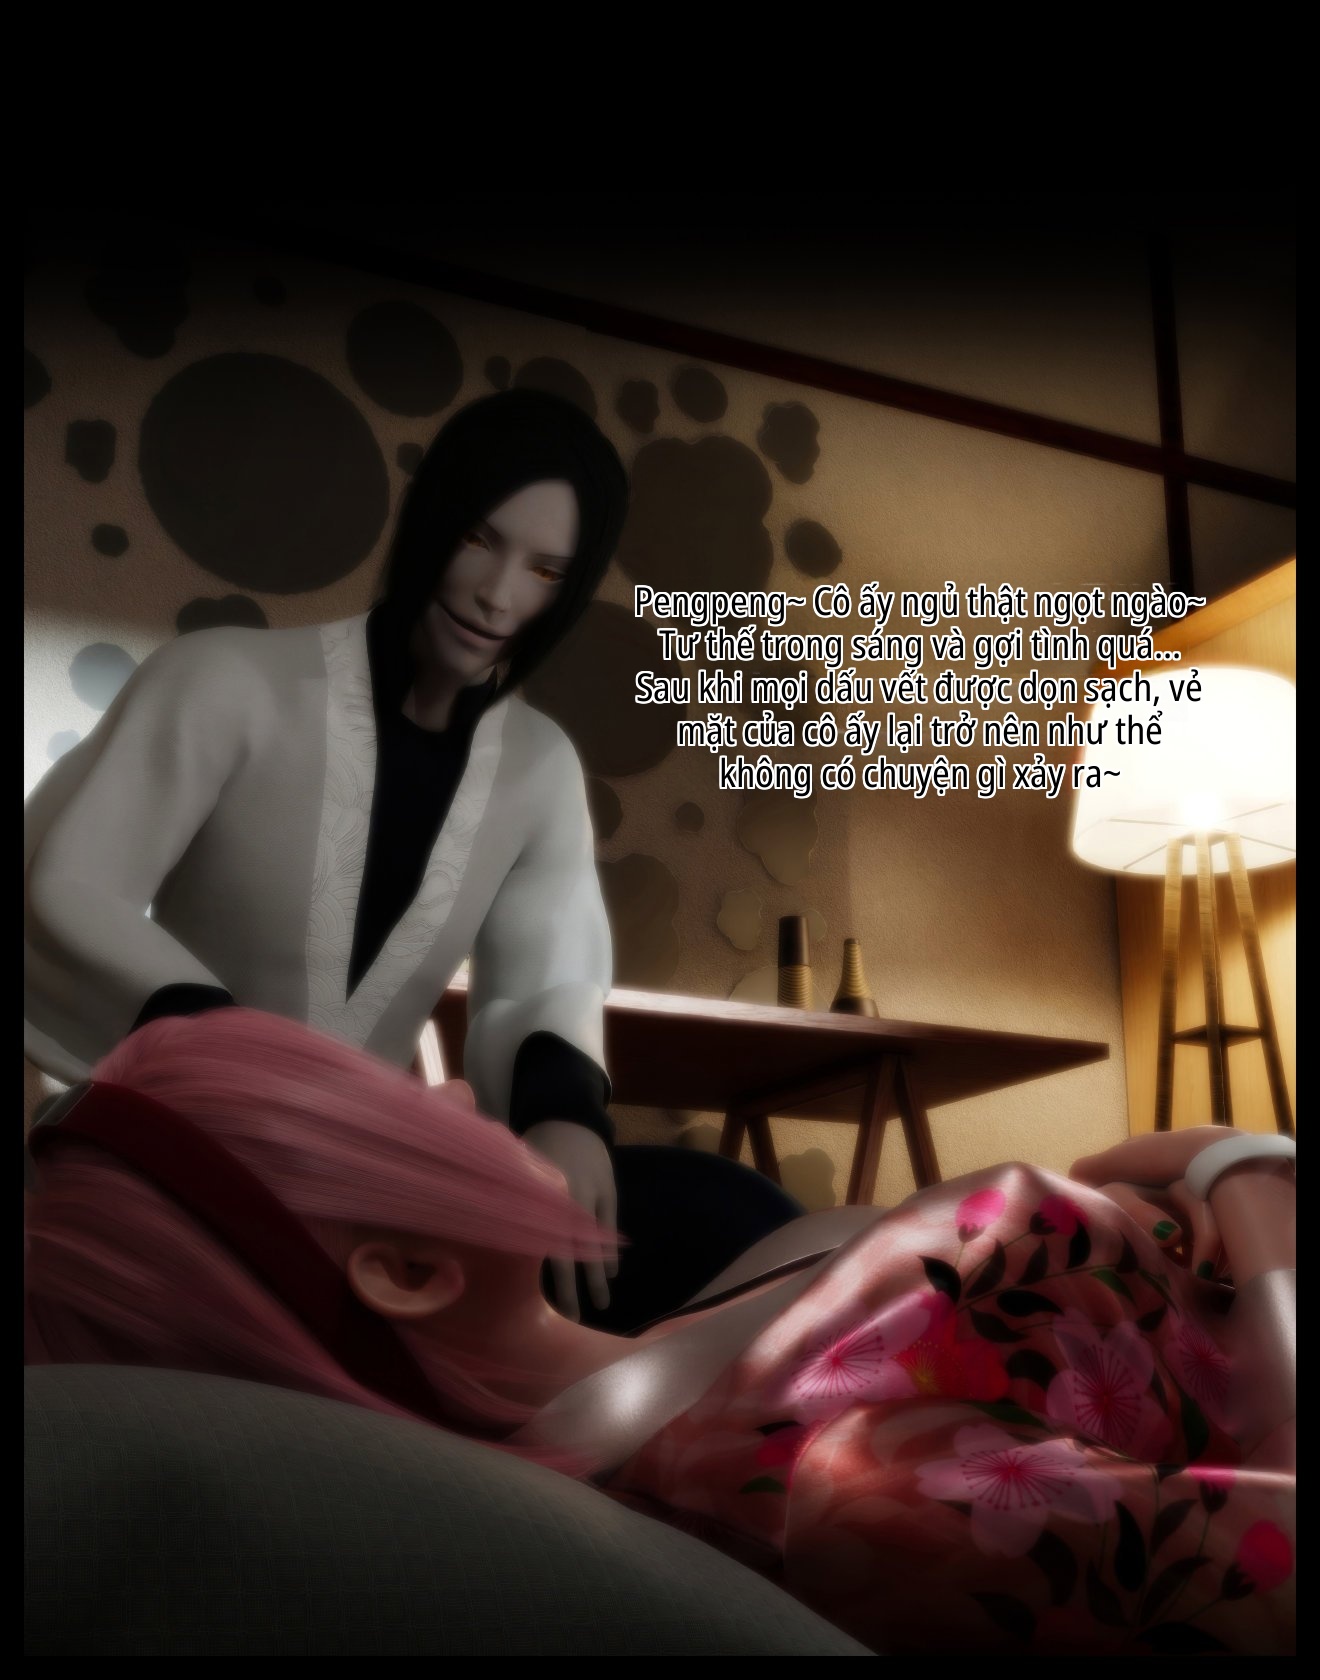 Pengpeng~ Cô ấy ngủ thật ngọt ngào~
Tư thế trong sáng và gợi tình quá...
Sau khi mọi dấu vết được dọn sạch, vẻ
mặt của cô ấy lại trở nên như thể
không có chuyện gì xảy ra~